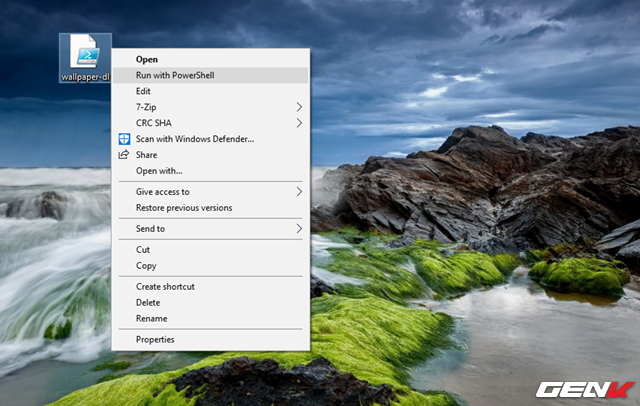 wallpaper-dl
Open
Run with PowerShell
Edit
7-Zip
CRC SHA
Scan with Windows Defender...
Share
Open with...
Give access to
Restore previous versions
Send to
Cut
Copy
Create shortcut
Delete
Rename
Properties
GENK